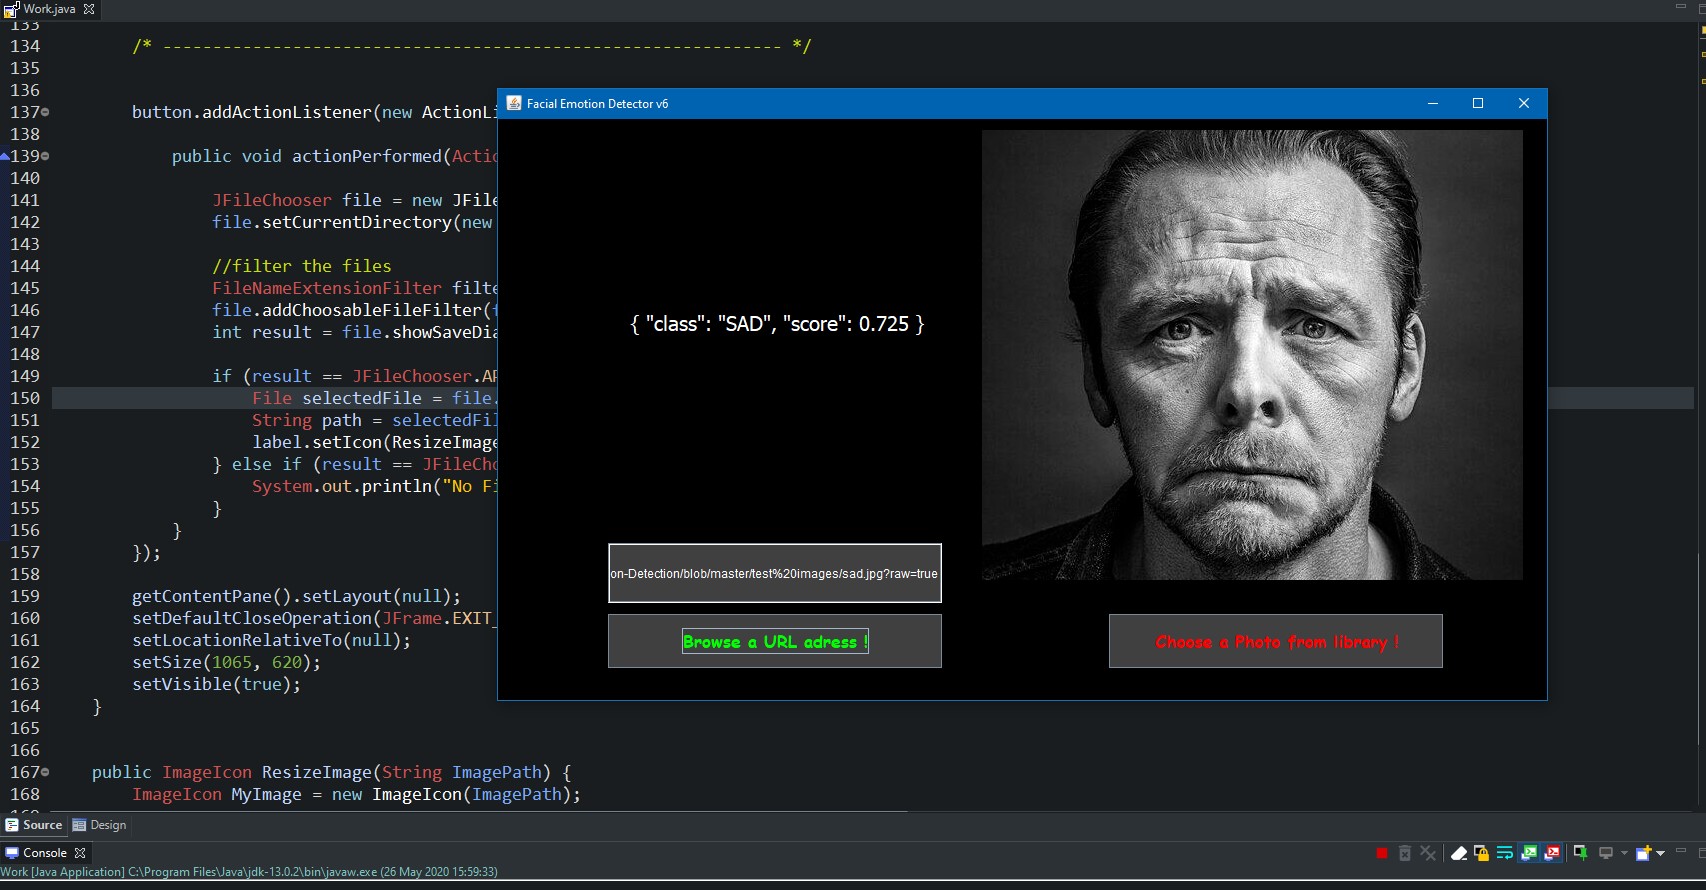 Work.java
133
134 /* -------------------------------------------------------------- */
135
136
137 button.addActionListener(new ActionLi
138
139 public void actionPerformed(Actio
140
141 JFileChooser file = new JFile
142 file.setCurrentDirectory(new
143
144 //filter the files
145 FileNameExtensionFilter filte
146 file.addChoosableFileFilter(f
147 int result = file.showSaveDia
148
149 if (result == JFileChooser.AP
150 File selectedFile = file.
151 String path = selectedFil
152 label.setIcon(ResizeImage
153 } else if (result == JFileCho
154 System.out.println("No Fi
155 }
156 }
157 });
158
159 getContentPane().setLayout(null);
160 setDefaultCloseOperation(JFrame.EXIT_
161 setLocationRelativeTo(null);
162 setSize(1065, 620);
163 setVisible(true);
164 }
165
166
167 public ImageIcon ResizeImage(String ImagePath) {
168 ImageIcon MyImage = new ImageIcon(ImagePath);
Facial Emotion Detector v6
{ "class": "SAD", "score": 0.725 }
on-Detection/blob/master/test%20images/sad.jpg?raw=true
Browse a URL adress !
Choose a Photo from library !
Source Design
Console
Work [Java Application] C:\Program Files\Java\jdk-13.0.2\bin\javaw.exe (26 May 2020 15:59:33)